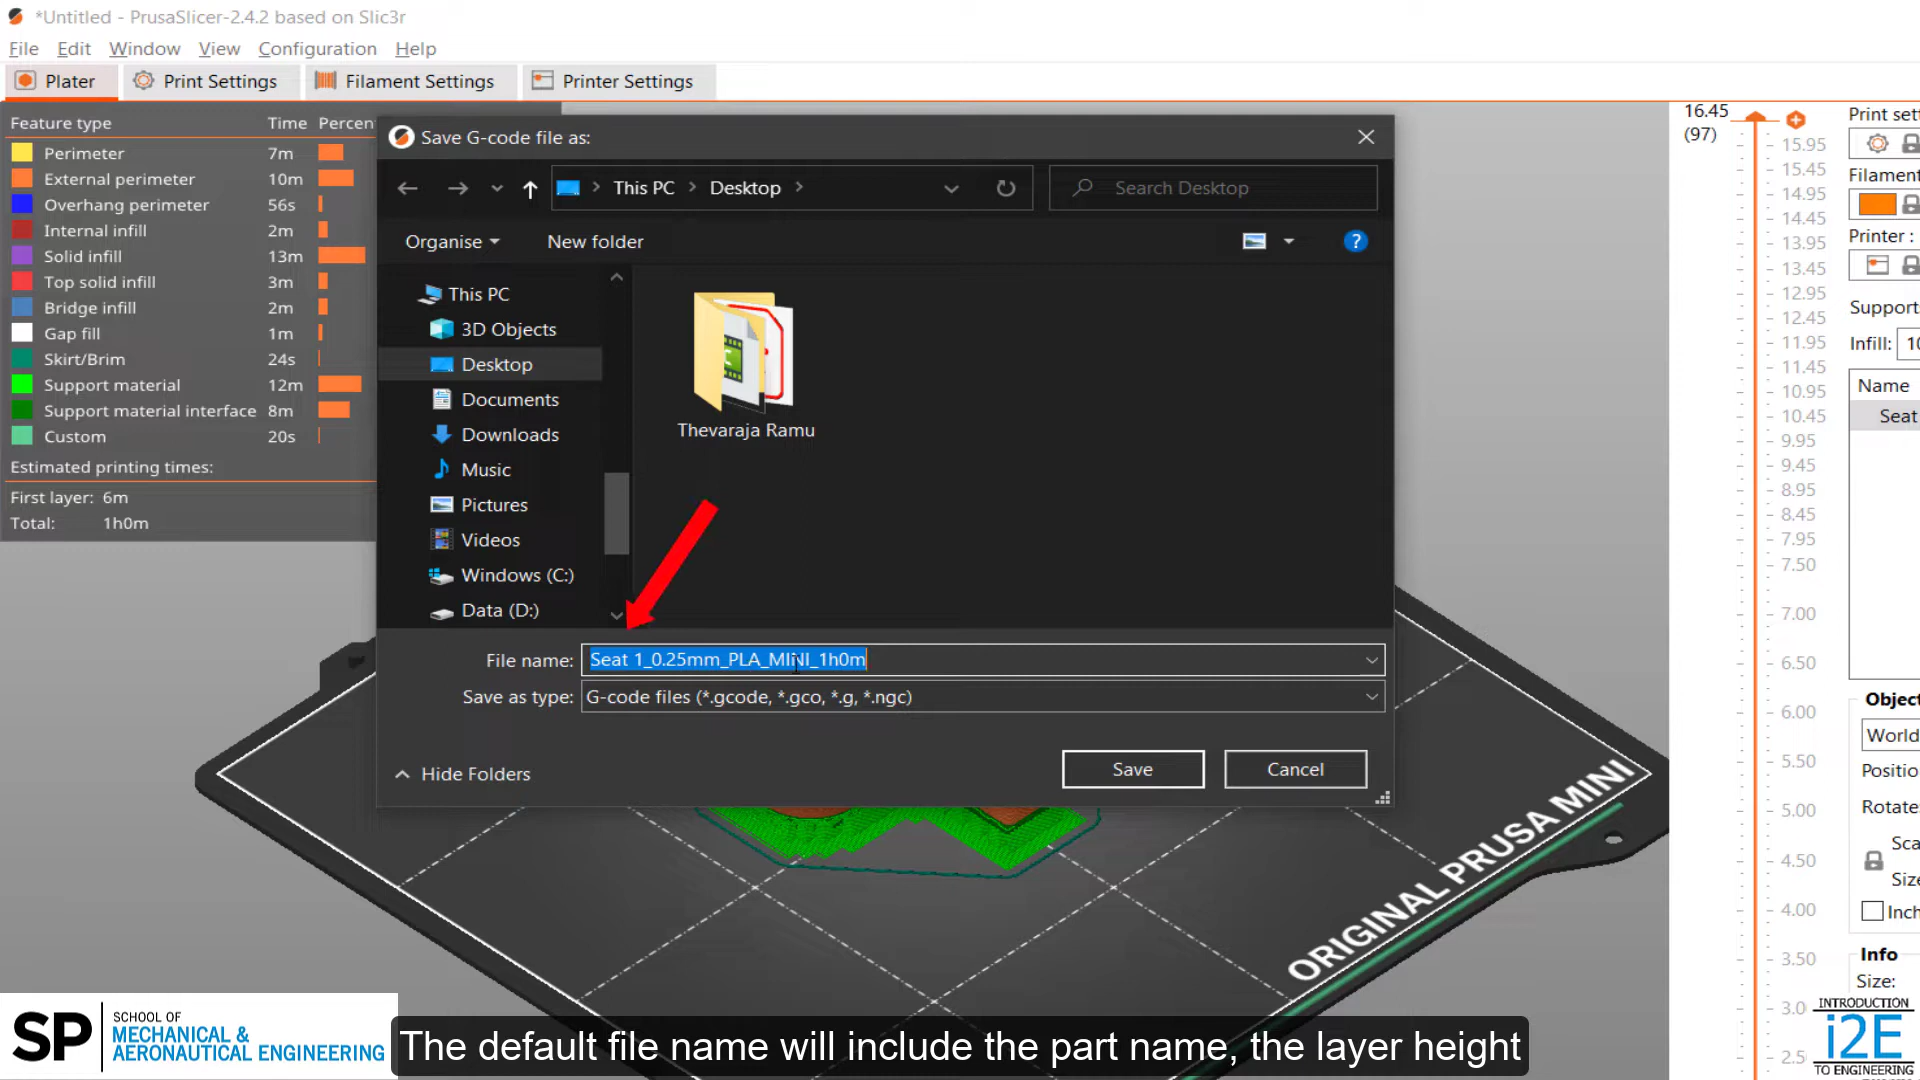 *Untitled - PrusaSlicer-2.4.2 based on Slic3r
File Edit Window View Configuration Help
Plater Print Settings Filament Settings Printer Settings
Feature type Time Percen
Perimeter 7m
External perimeter 10m
Overhang perimeter 56s
Internal infill 2m
Solid infill 13m
Top solid infill 3m
Bridge infill 2m
Gap fill 1m
Skirt/Brim 24s
Support material 12m
Support material interface 8m
Custom 20s
Estimated printing times:
First layer: 6m
Total: 1h0m
Save G-code file as:
This PC > Desktop >
Search Desktop
Organise New folder
This PC
3D Objects
Desktop
Documents
Downloads
Music
Pictures
Videos
Windows (C:)
Data (D:)
Thevaraja Ramu
File name: Seat 1_0.25mm_PLA_MINI_1h0m
Save as type: G-code files (*.gcode, *.gco, *.g, *.ngc)
Hide Folders
Save Cancel
16.45
(97)
15.95
15.45
14.95
14.45
13.95
13.45
12.95
12.45
11.95
11.45
10.95
10.45
9.95
9.45
8.95
8.45
7.95
7.50
7.00
6.50
6.00
5.50
5.00
4.50
4.00
3.50
3.0
2.5
Print sett
Filament
Printer :
Support
Infill: 10
Name
Seat
Object
World
Positio
Rotate
Sca
Size
Inch
Info
Size:
ORIGINAL PRUSA MINI
SP
SCHOOL OF
MECHANICAL &
AERONAUTICAL ENGINEERING
The default file name will include the part name, the layer height
INTRODUCTION
i2E
TO ENGINEERING